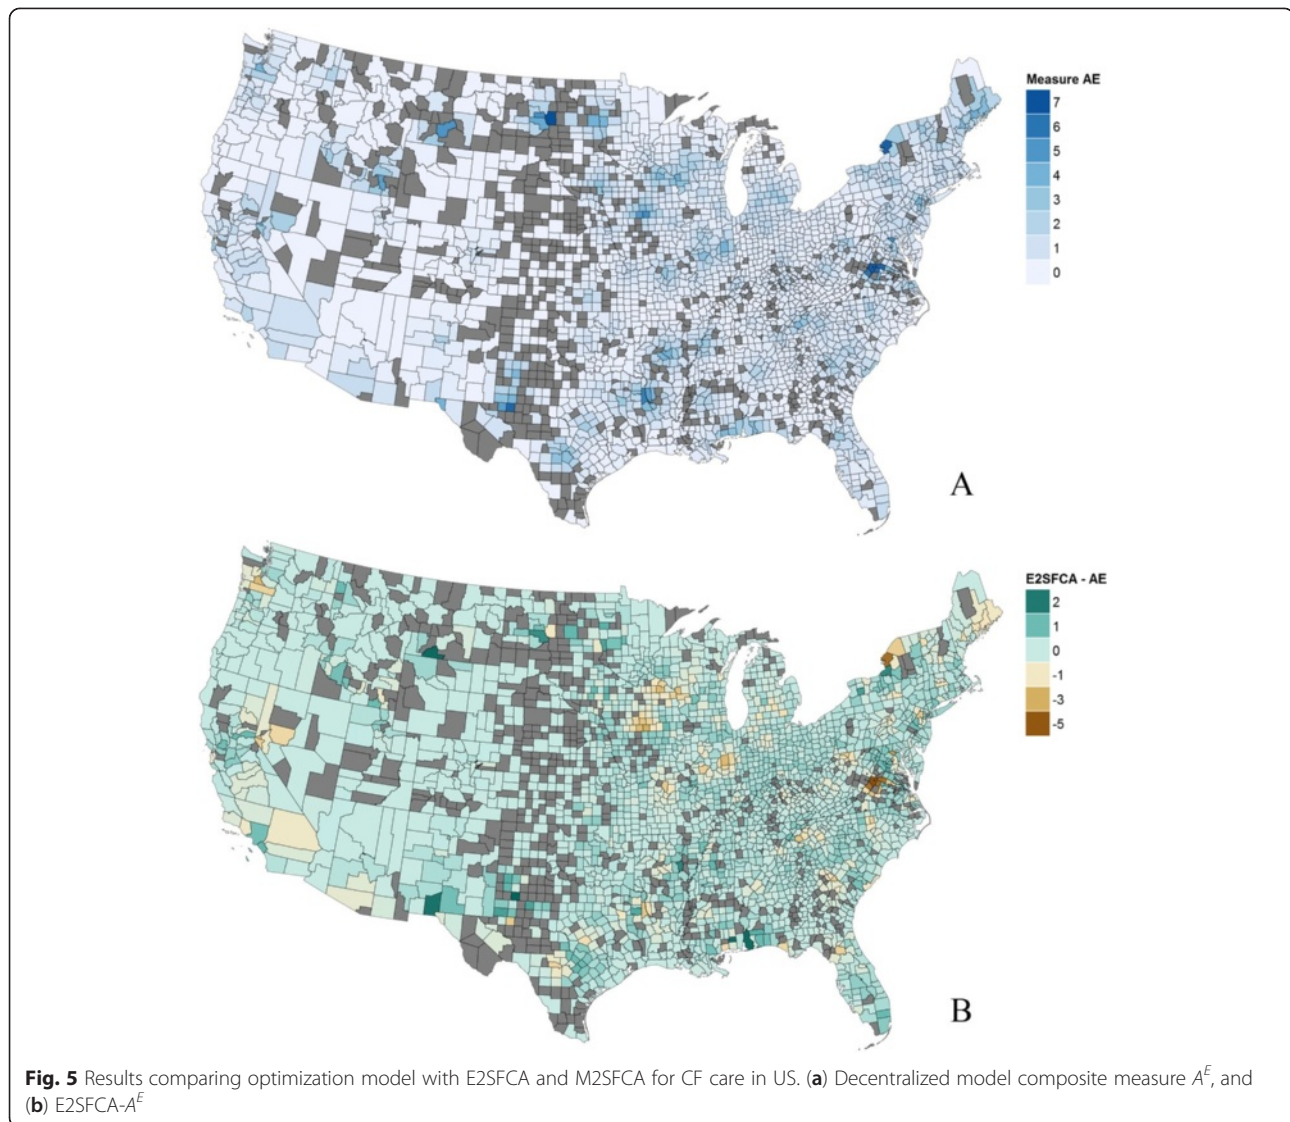 Measure AE
7
6
5
4
3
2
1
0
A
E2SFCA - AE
2
1
0
-1
-3
-5
B
Fig. 5 Results comparing optimization model with E2SFCA and M2SFCA for CF care in US. (a) Decentralized model composite measure A^E, and
(b) E2SFCA-A^E